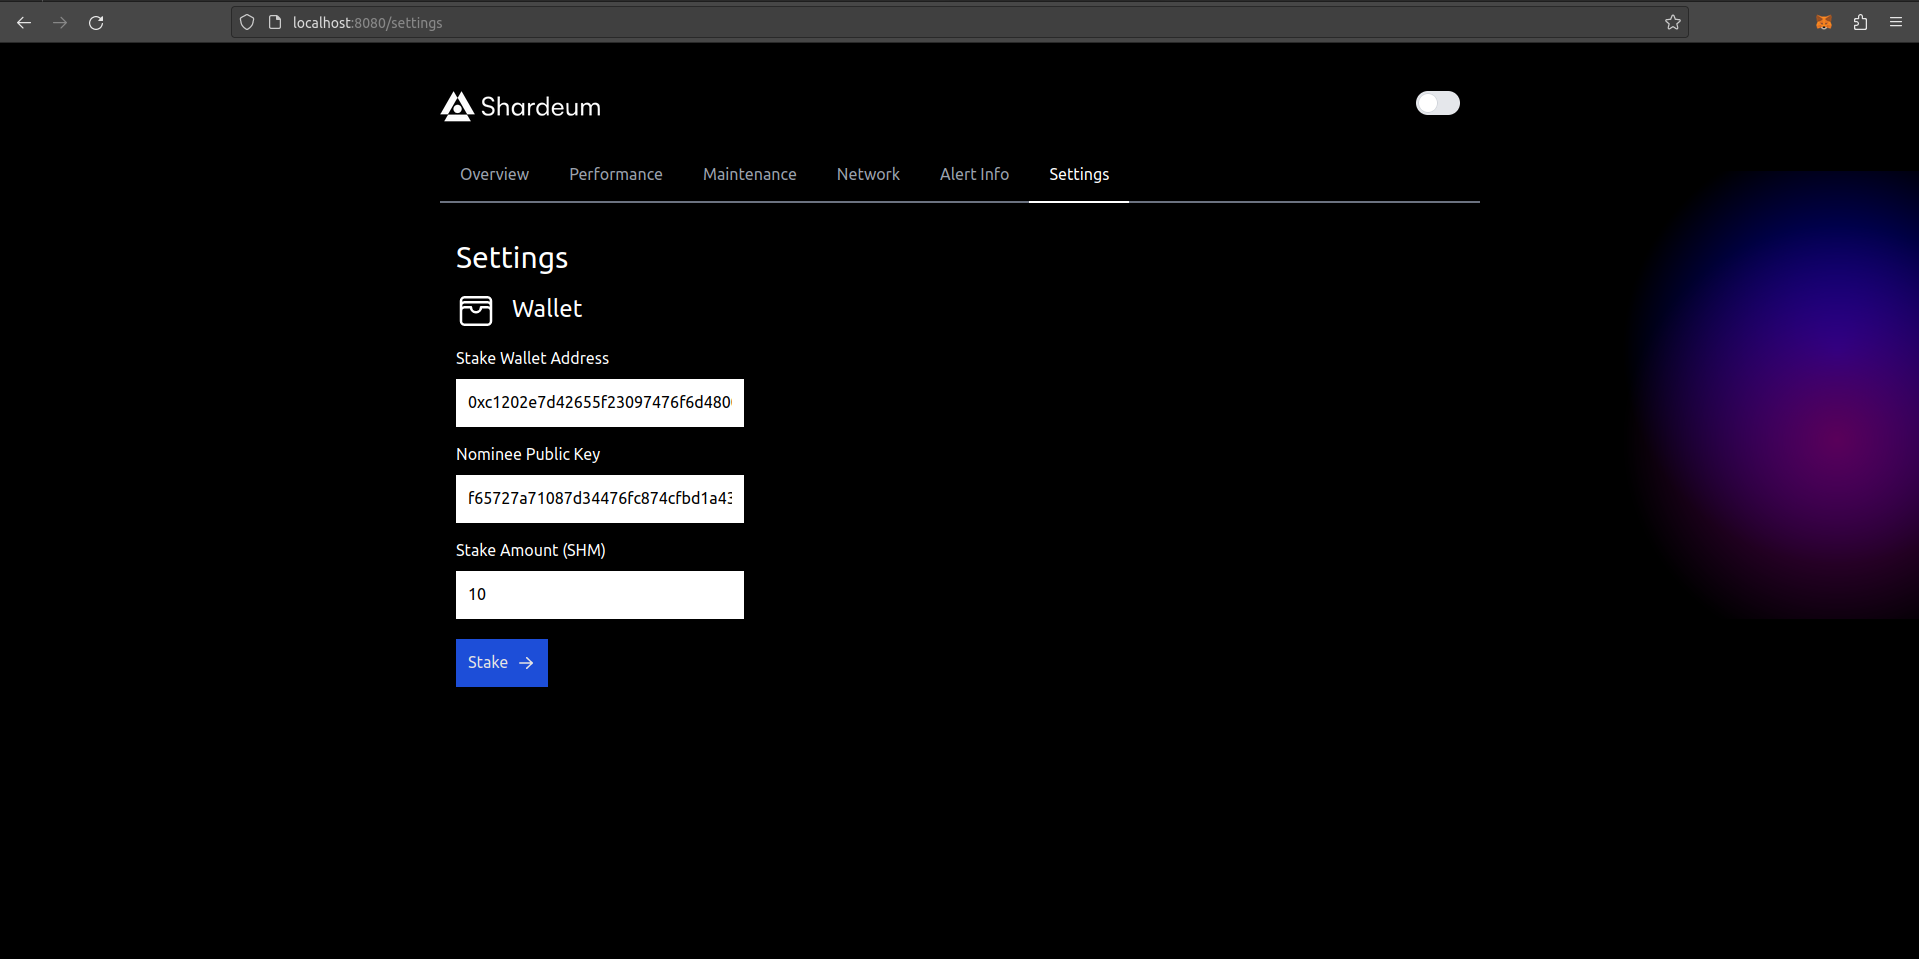 localhost:8080/settings
Shardeum
Overview Performance Maintenance Network Alert Info Settings
Settings
Wallet
Stake Wallet Address
0xc1202e7d42655f23097476f6d480
Nominee Public Key
f65727a71087d34476fc874cfbd1a43
Stake Amount (SHM)
10
Stake →